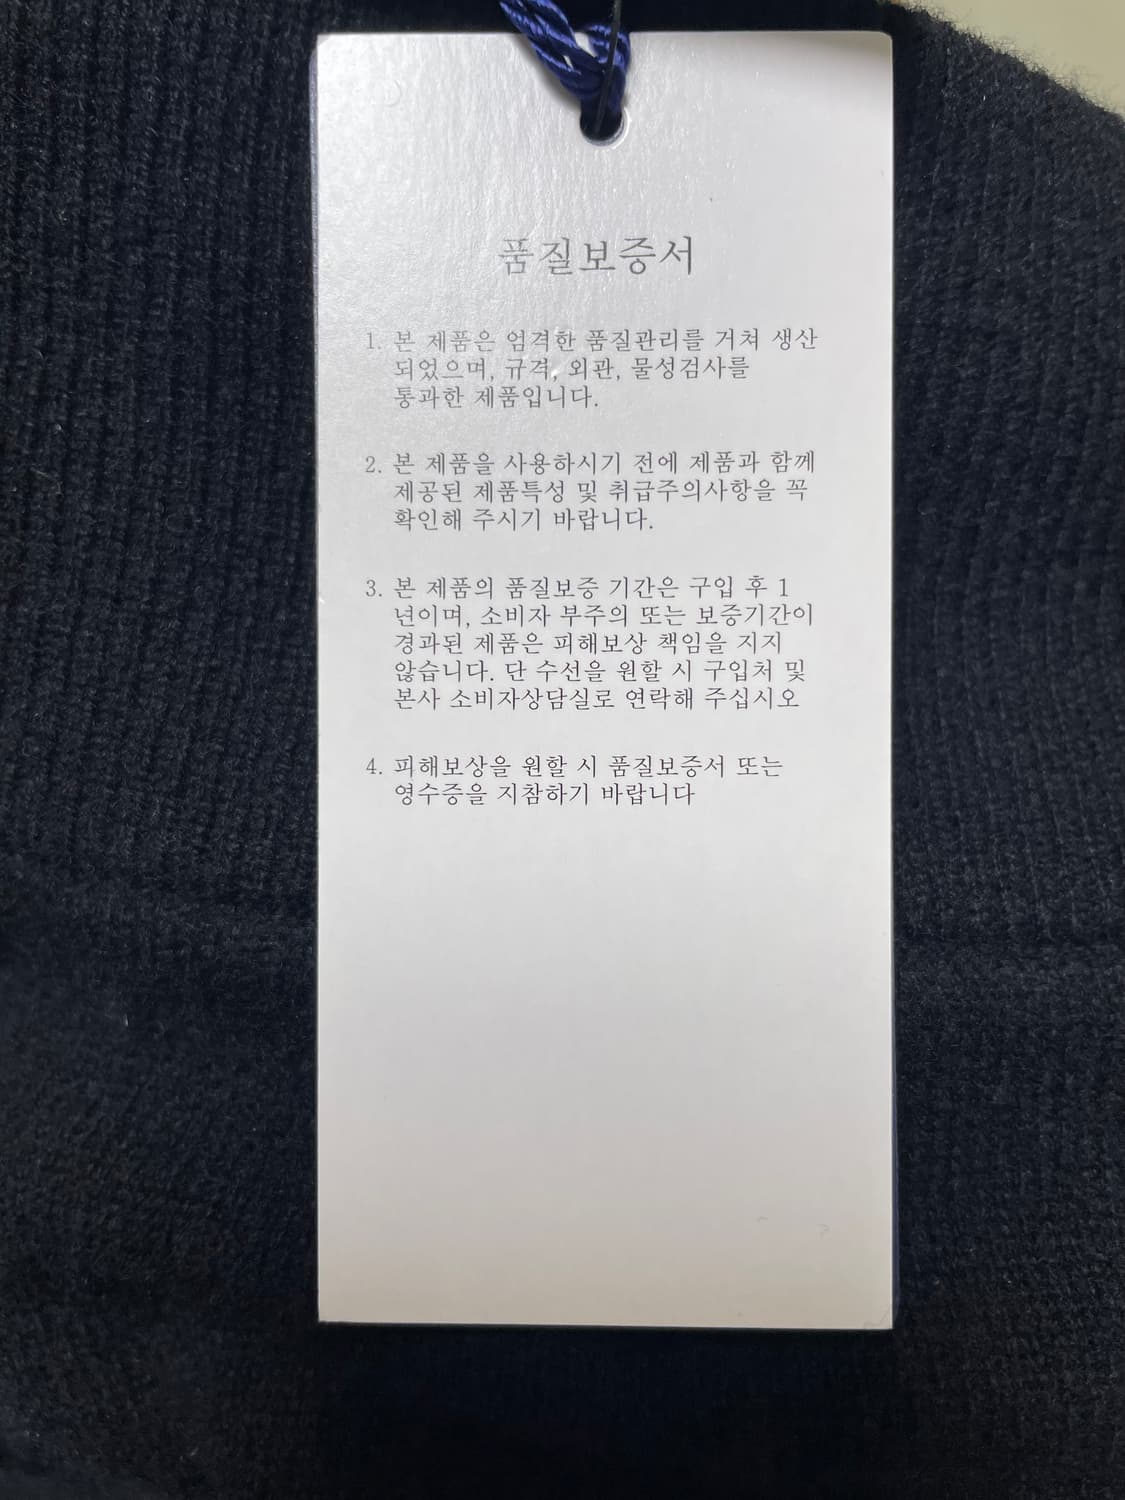 품질보증서
1. 본 제품은 엄격한 품질관리를 거쳐 생산
되었으며, 규격, 외관, 물성검사를
통과한 제품입니다.
2. 본 제품을 사용하시기 전에 제품과 함께
제공된 제품특성 및 취급주의사항을 꼭
확인해 주시기 바랍니다.
3. 본 제품의 품질보증 기간은 구입 후 1
년이며, 소비자 부주의 또는 보증기간이
경과된 제품은 피해보상 책임을 지지
않습니다. 단 수선을 원할 시 구입처 및
본사 소비자상담실로 연락해 주십시오
4. 피해보상을 원할 시 품질보증서 또는
영수증을 지참하기 바랍니다